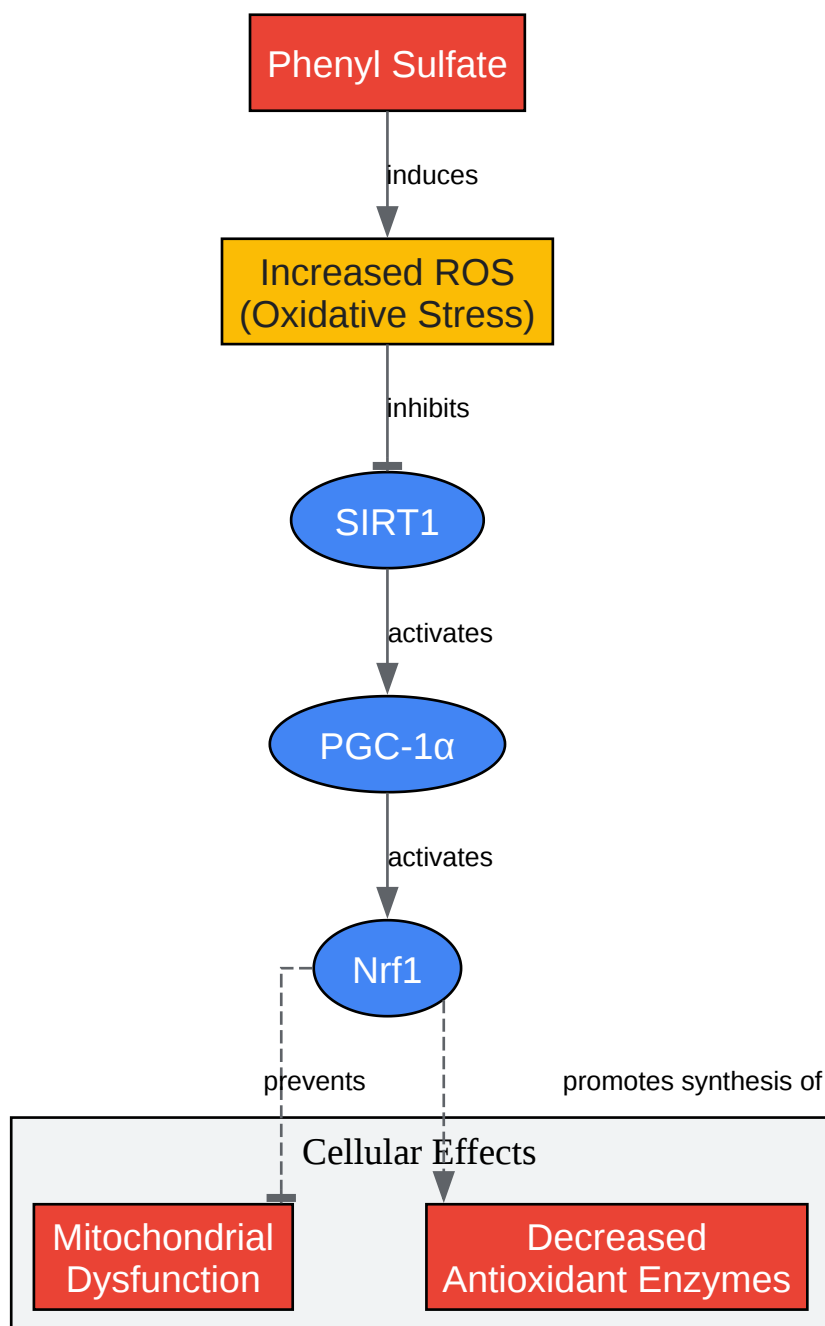 Phenyl Sulfate
induces
Increased ROS
(Oxidative Stress)
inhibits
SIRT1
activates
PGC-1α
activates
Nrf1
prevents
promotes synthesis of
Cellular Effects
Mitochondrial
Dysfunction
Decreased
Antioxidant Enzymes